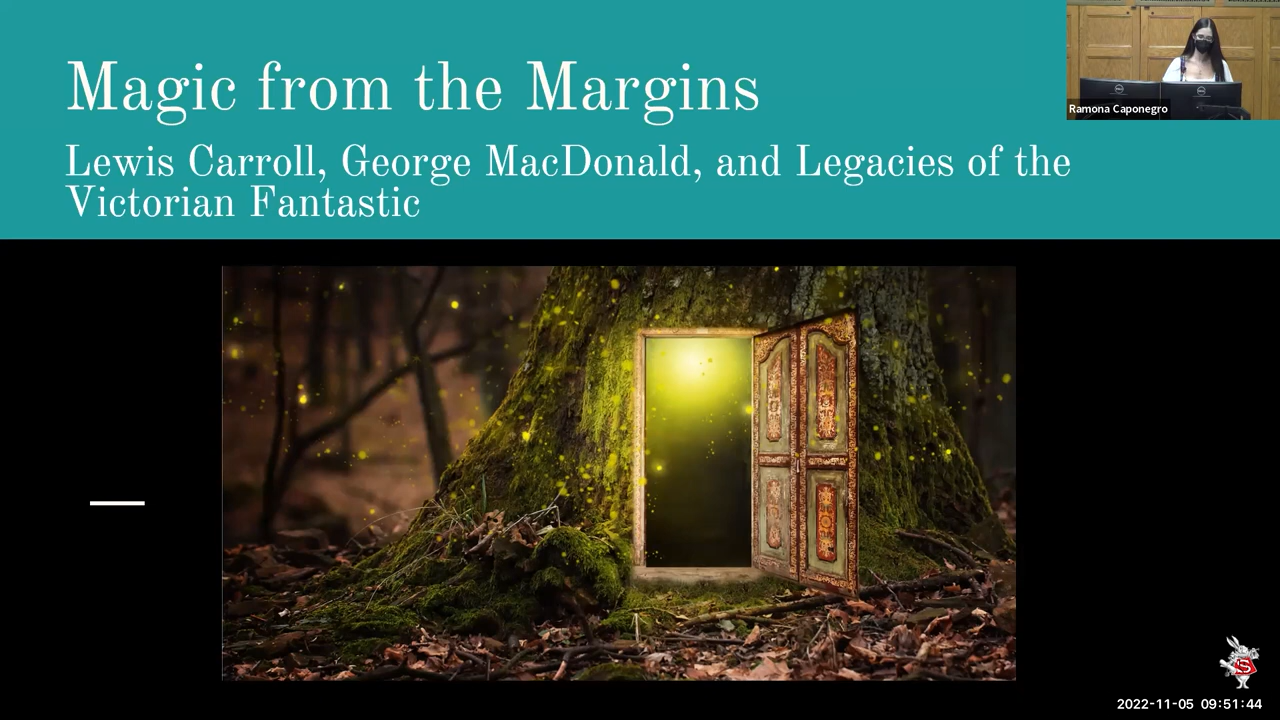 Magic from the Margins
Lewis Carroll, George MacDonald, and Legacies of the
Victorian Fantastic
Ramona Caponegro
S
2022-11-05 09:51:44